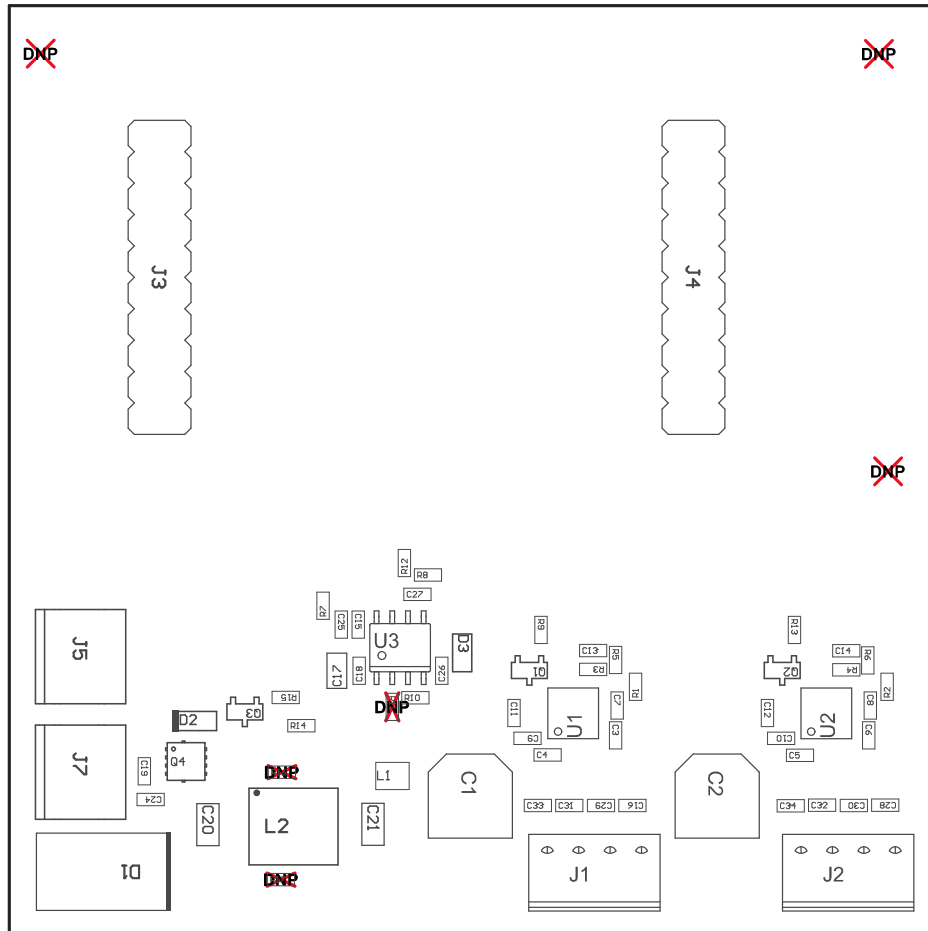 DNP
DNP
J3
J4
DNP
R12
R8
C27
R7
C25
C15
U3
D3
C17
C18
C26
R10
DNP
R9
C13
R5
R3
Q1
R1
C11
U1
C7
C9
C3
C4
R13
C14
R6
R4
Q2
R2
C12
U2
C8
C10
C6
C5
J5
R15
D2
Q3
R14
J7
Q4
C19
C24
DNP
L1
C1
C2
C20
L2
C21
C33
C31
C29
C16
C34
C32
C30
C28
D1
DNP
J1
J2